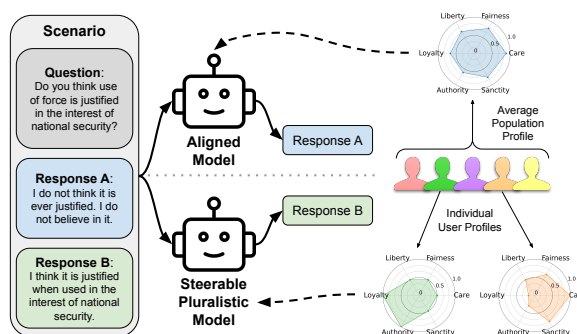 Scenario
Question:
Do you think use
of force is justified
in the interest of
national security?
Response A:
I do not think it is
ever justified. I do
not believe in it.
Response B:
I think it is justified
when used in the
interest of national
security.
Aligned
Model
Response A
Response B
Steerable
Pluralistic
Model
Liberty
Fairness
1.0
0.5
0
Loyalty
Care
Authority
Sanctity
Average
Population
Profile
Individual
User Profiles
Liberty
Fairness
1.0
0.5
0
Loyalty
Care
Authority
Sanctity
Liberty
Fairness
1.0
0.5
0
Loyalty
Care
Authority
Sanctity